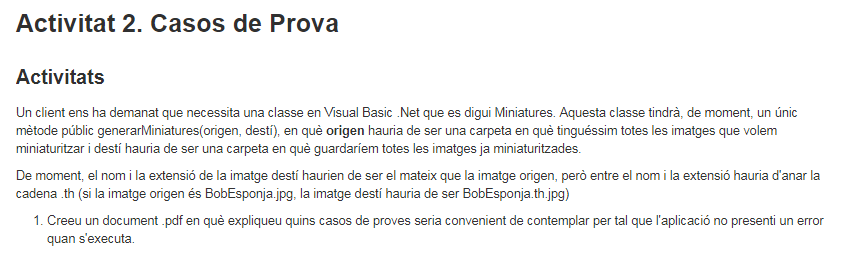 Activitat 2. Casos de Prova
Activitats
Un client ens ha demanat que necessita una classe en Visual Basic .Net que es digui Miniatures. Aquesta classe tindrà, de moment, un únic
mètode públic generarMiniatures(origen, destí), en què origen hauria de ser una carpeta en què tinguéssim totes les imatges que volem
miniaturitzar i destí hauria de ser una carpeta en què guardaríem totes les imatges ja miniaturitzades.
De moment, el nom i la extensió de la imatge destí haurien de ser el mateix que la imatge origen, però entre el nom i la extensió hauria d'anar la
cadena .th (si la imatge origen és BobEsponja.jpg, la imatge destí hauria de ser BobEsponja.th.jpg)
1. Creeu un document .pdf en què expliqueu quins casos de proves seria convenient de contemplar per tal que l'aplicació no presenti un error
quan s'executa.